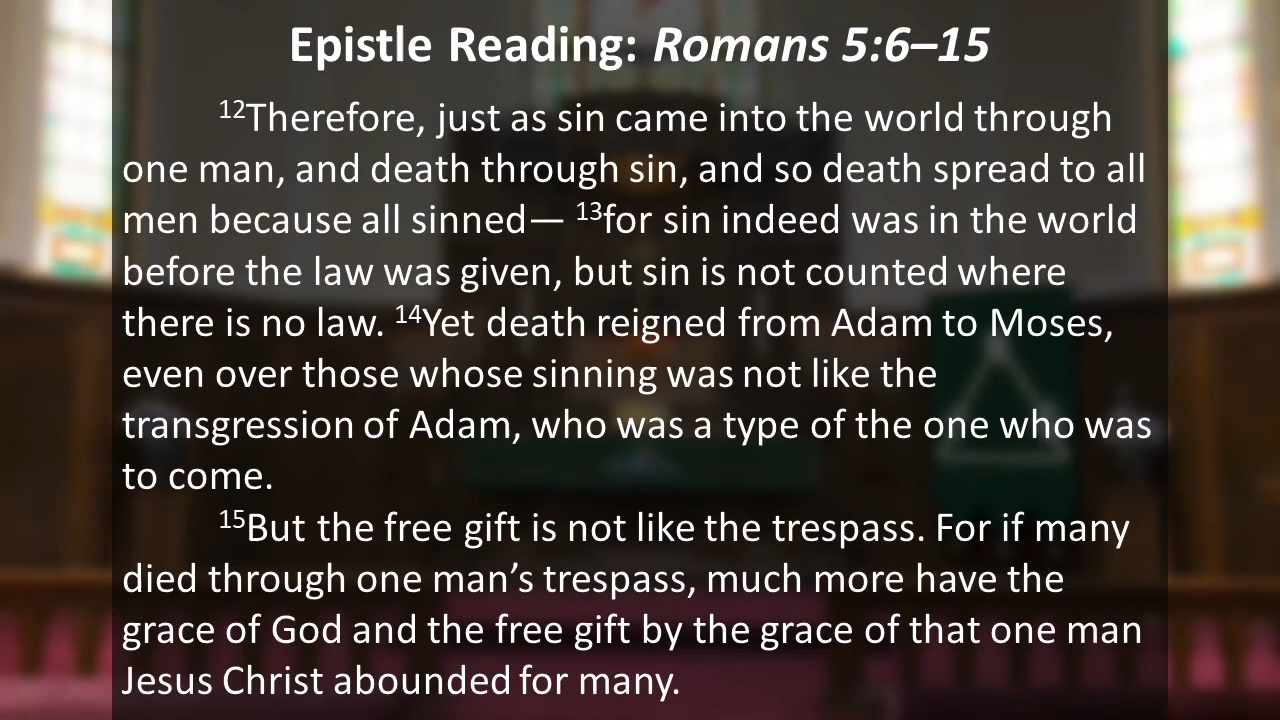 Epistle Reading: Romans 5:6–15
12Therefore, just as sin came into the world through
one man, and death through sin, and so death spread to all
men because all sinned— 13for sin indeed was in the world
before the law was given, but sin is not counted where
there is no law. 14Yet death reigned from Adam to Moses,
even over those whose sinning was not like the
transgression of Adam, who was a type of the one who was
to come.
15But the free gift is not like the trespass. For if many
died through one man’s trespass, much more have the
grace of God and the free gift by the grace of that one man
Jesus Christ abounded for many.